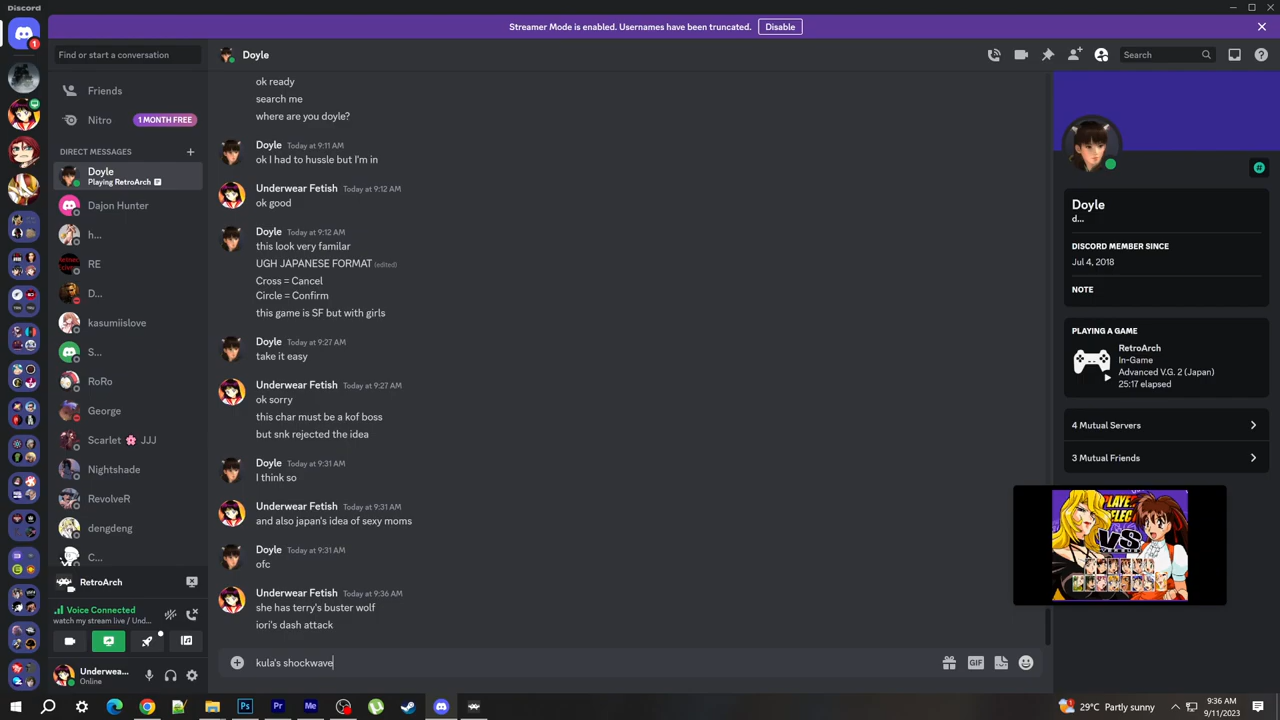 Discord
Streamer Mode is enabled. Usernames have been truncated.
Disable
1
Find or start a conversation
Doyle
Search
Friends
Nitro
1 MONTH FREE
DIRECT MESSAGES
Doyle
Playing RetroArch
Dajon Hunter
h...
RE
D...
kasumiislove
S...
RoRo
George
Scarlet 🌸 JJJ
Nightshade
RevolveR
dengdeng
C...
RetroArch
Voice Connected
watch my stream live / Und...
Underwea...
Online
ok ready
search me
where are you doyle?
Doyle Today at 9:11 AM
ok I had to hussle but I'm in
Underwear Fetish Today at 9:12 AM
ok good
Doyle Today at 9:12 AM
this look very familar
UGH JAPANESE FORMAT (edited)
Cross = Cancel
Circle = Confirm
this game is SF but with girls
Doyle Today at 9:27 AM
take it easy
Underwear Fetish Today at 9:27 AM
ok sorry
this char must be a kof boss
but snk rejected the idea
Doyle Today at 9:31 AM
I think so
Underwear Fetish Today at 9:31 AM
and also japan's idea of sexy moms
Doyle Today at 9:31 AM
ofc
Underwear Fetish Today at 9:36 AM
she has terry's buster wolf
iori's dash attack
kula's shockwave
GIF
Doyle
d...
DISCORD MEMBER SINCE
Jul 4, 2018
NOTE
PLAYING A GAME
RetroArch
In-Game
Advanced V.G. 2 (Japan)
25:17 elapsed
4 Mutual Servers
3 Mutual Friends
VS
Ps
Pr
Me
1
29°C Partly sunny
9:36 AM
9/11/2023